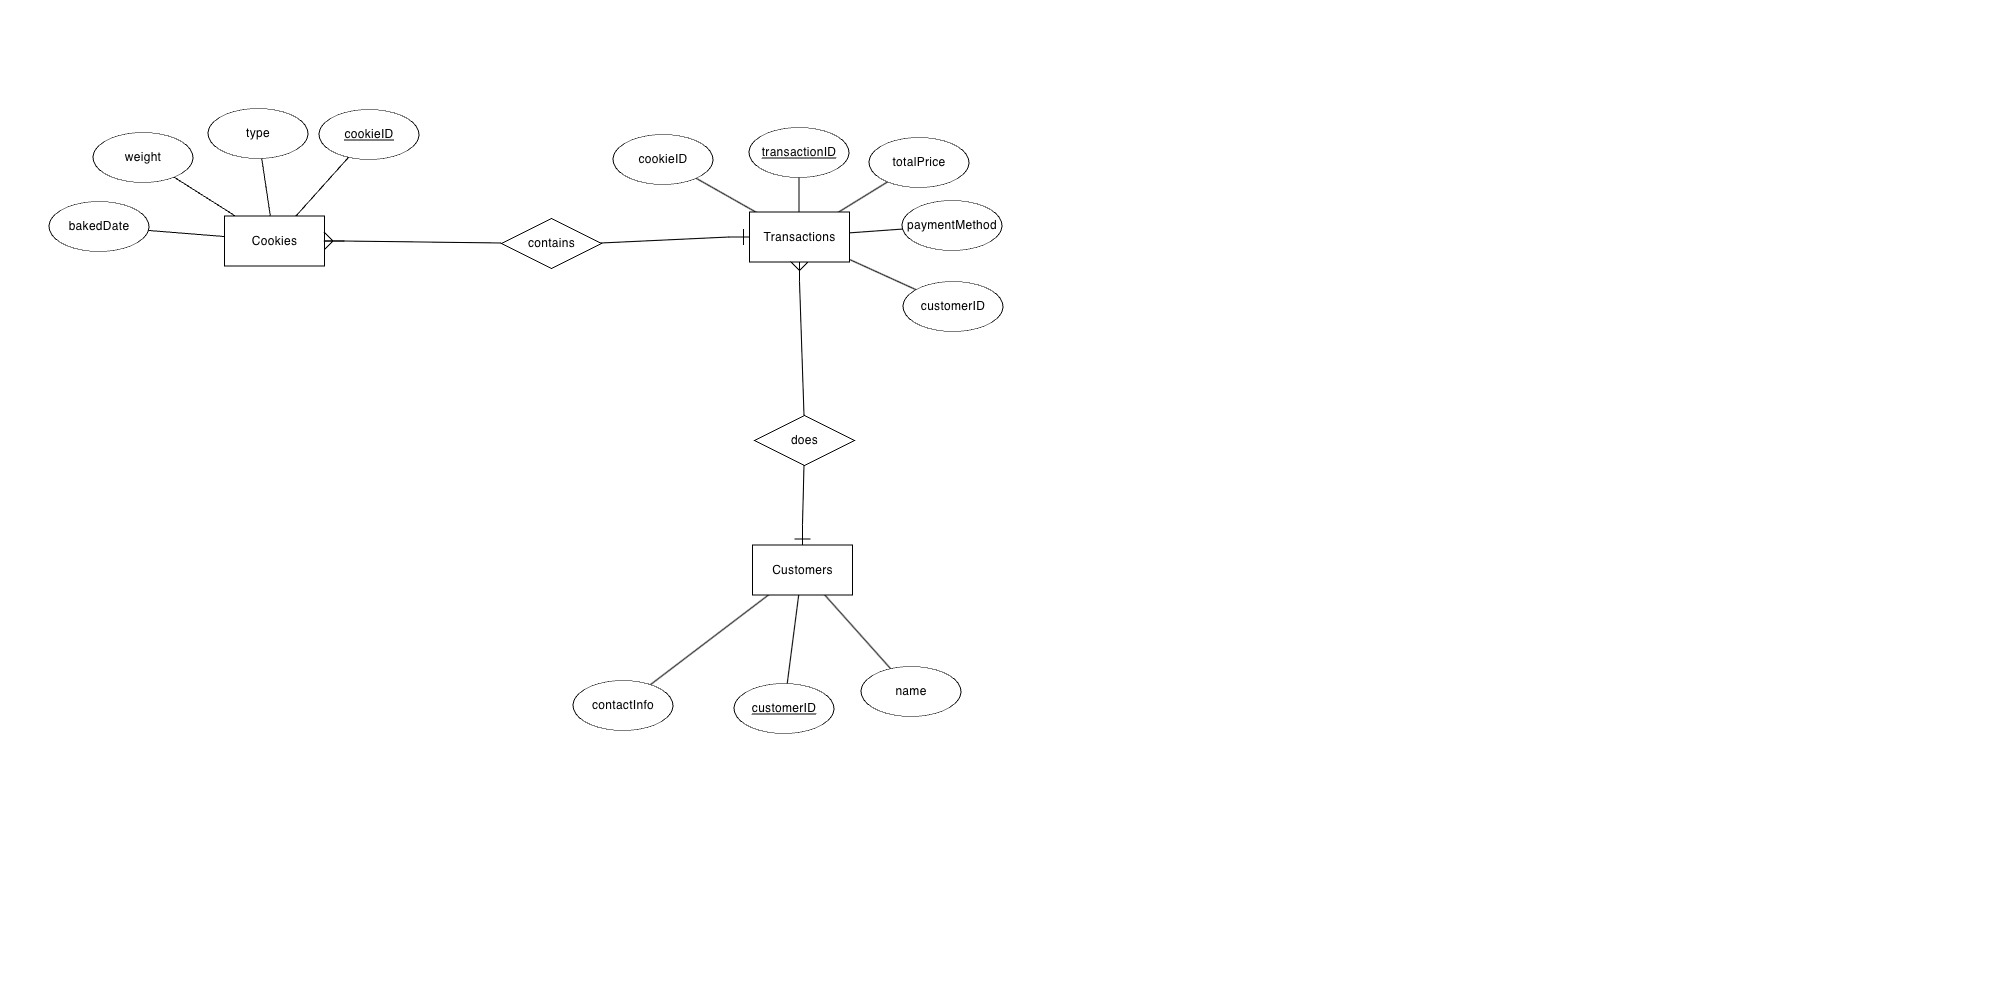 type
cookieID
weight
bakedDate
Cookies
contains
cookieID
transactionID
totalPrice
paymentMethod
Transactions
customerID
does
Customers
contactInfo
customerID
name